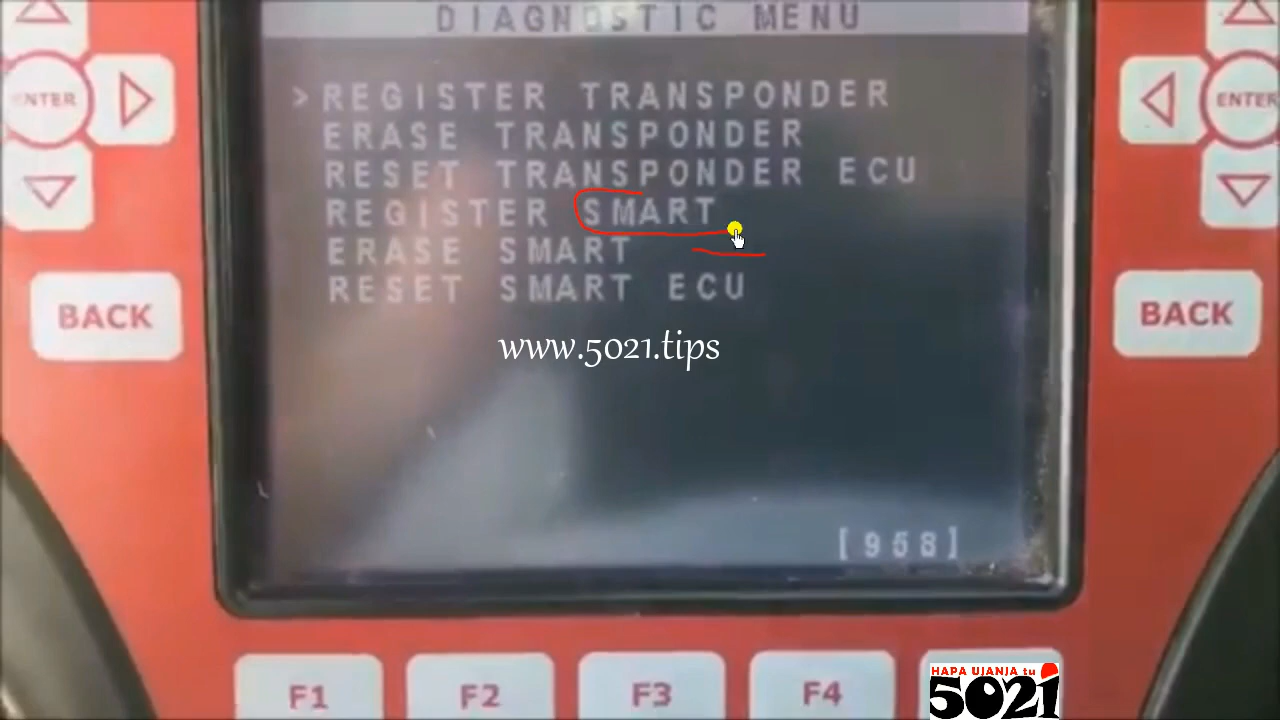 DIAGNOSTIC MENU
ENTER
ENTER
> REGISTER TRANSPONDER
ERASE TRANSPONDER
RESET TRANSPONDER ECU
REGISTER SMART
ERASE SMART
RESET SMART ECU
BACK
BACK
www.5021.tips
F1
F2
F3
F4
HAPA UJANJA tu
5021